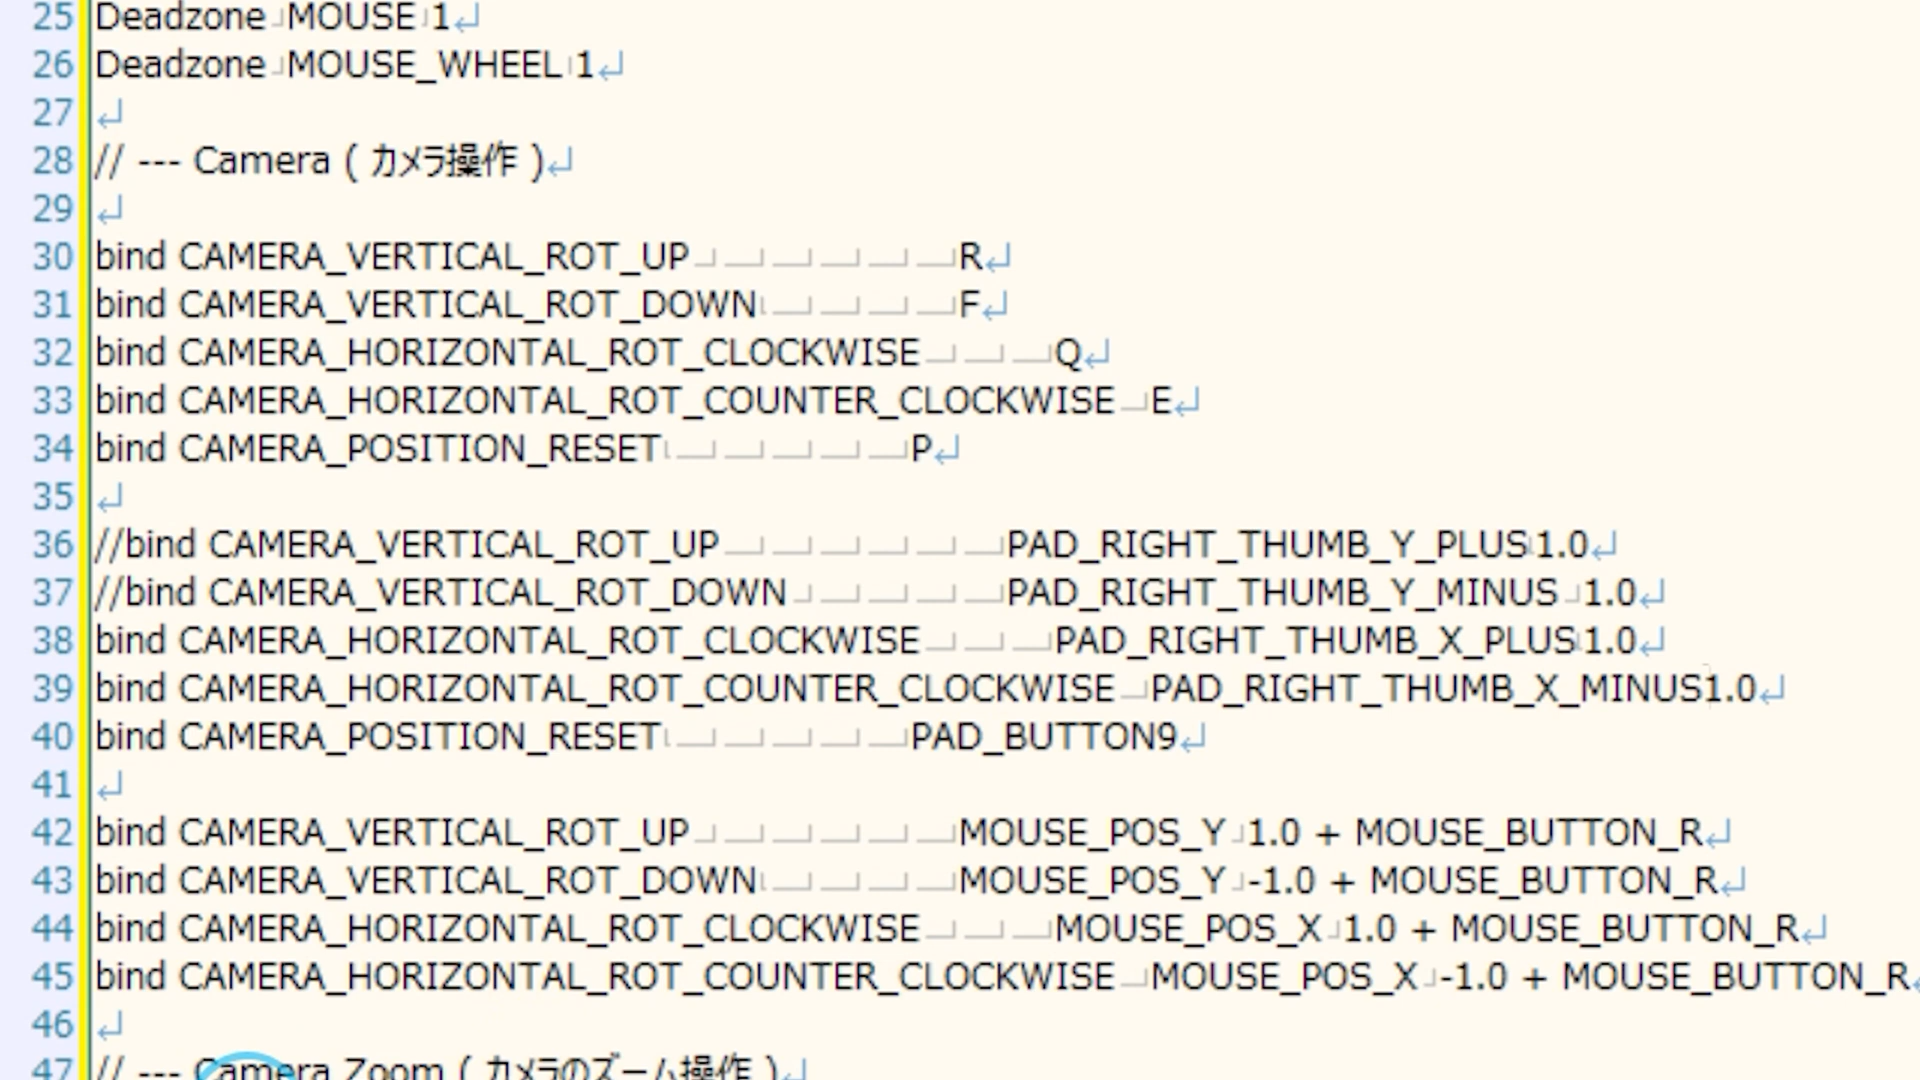 25 Deadzone MOUSE 1
26 Deadzone MOUSE_WHEEL 1
27
28 // --- Camera ( カメラ操作 )
29
30 bind CAMERA_VERTICAL_ROT_UP R
31 bind CAMERA_VERTICAL_ROT_DOWN F
32 bind CAMERA_HORIZONTAL_ROT_CLOCKWISE Q
33 bind CAMERA_HORIZONTAL_ROT_COUNTER_CLOCKWISE E
34 bind CAMERA_POSITION_RESET P
35
36 //bind CAMERA_VERTICAL_ROT_UP PAD_RIGHT_THUMB_Y_PLUS 1.0
37 //bind CAMERA_VERTICAL_ROT_DOWN PAD_RIGHT_THUMB_Y_MINUS 1.0
38 bind CAMERA_HORIZONTAL_ROT_CLOCKWISE PAD_RIGHT_THUMB_X_PLUS 1.0
39 bind CAMERA_HORIZONTAL_ROT_COUNTER_CLOCKWISE PAD_RIGHT_THUMB_X_MINUS1.0
40 bind CAMERA_POSITION_RESET PAD_BUTTON9
41
42 bind CAMERA_VERTICAL_ROT_UP MOUSE_POS_Y 1.0 + MOUSE_BUTTON_R
43 bind CAMERA_VERTICAL_ROT_DOWN MOUSE_POS_Y -1.0 + MOUSE_BUTTON_R
44 bind CAMERA_HORIZONTAL_ROT_CLOCKWISE MOUSE_POS_X 1.0 + MOUSE_BUTTON_R
45 bind CAMERA_HORIZONTAL_ROT_COUNTER_CLOCKWISE MOUSE_POS_X -1.0 + MOUSE_BUTTON_R
46
47 // --- Camera Zoom ( カメラのズーム操作 )